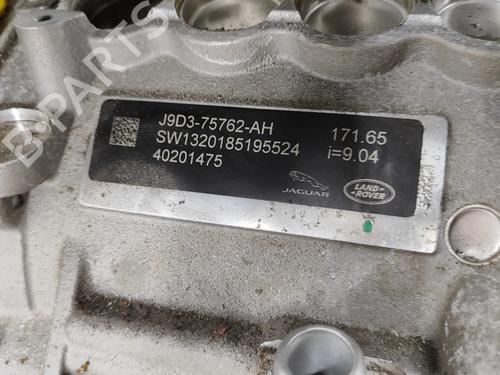 J9D3-75762-AH 171.65
SW1320185195524 i=9.04
40201475
JAGUAR
LAND-
ROVER
B-PARTS